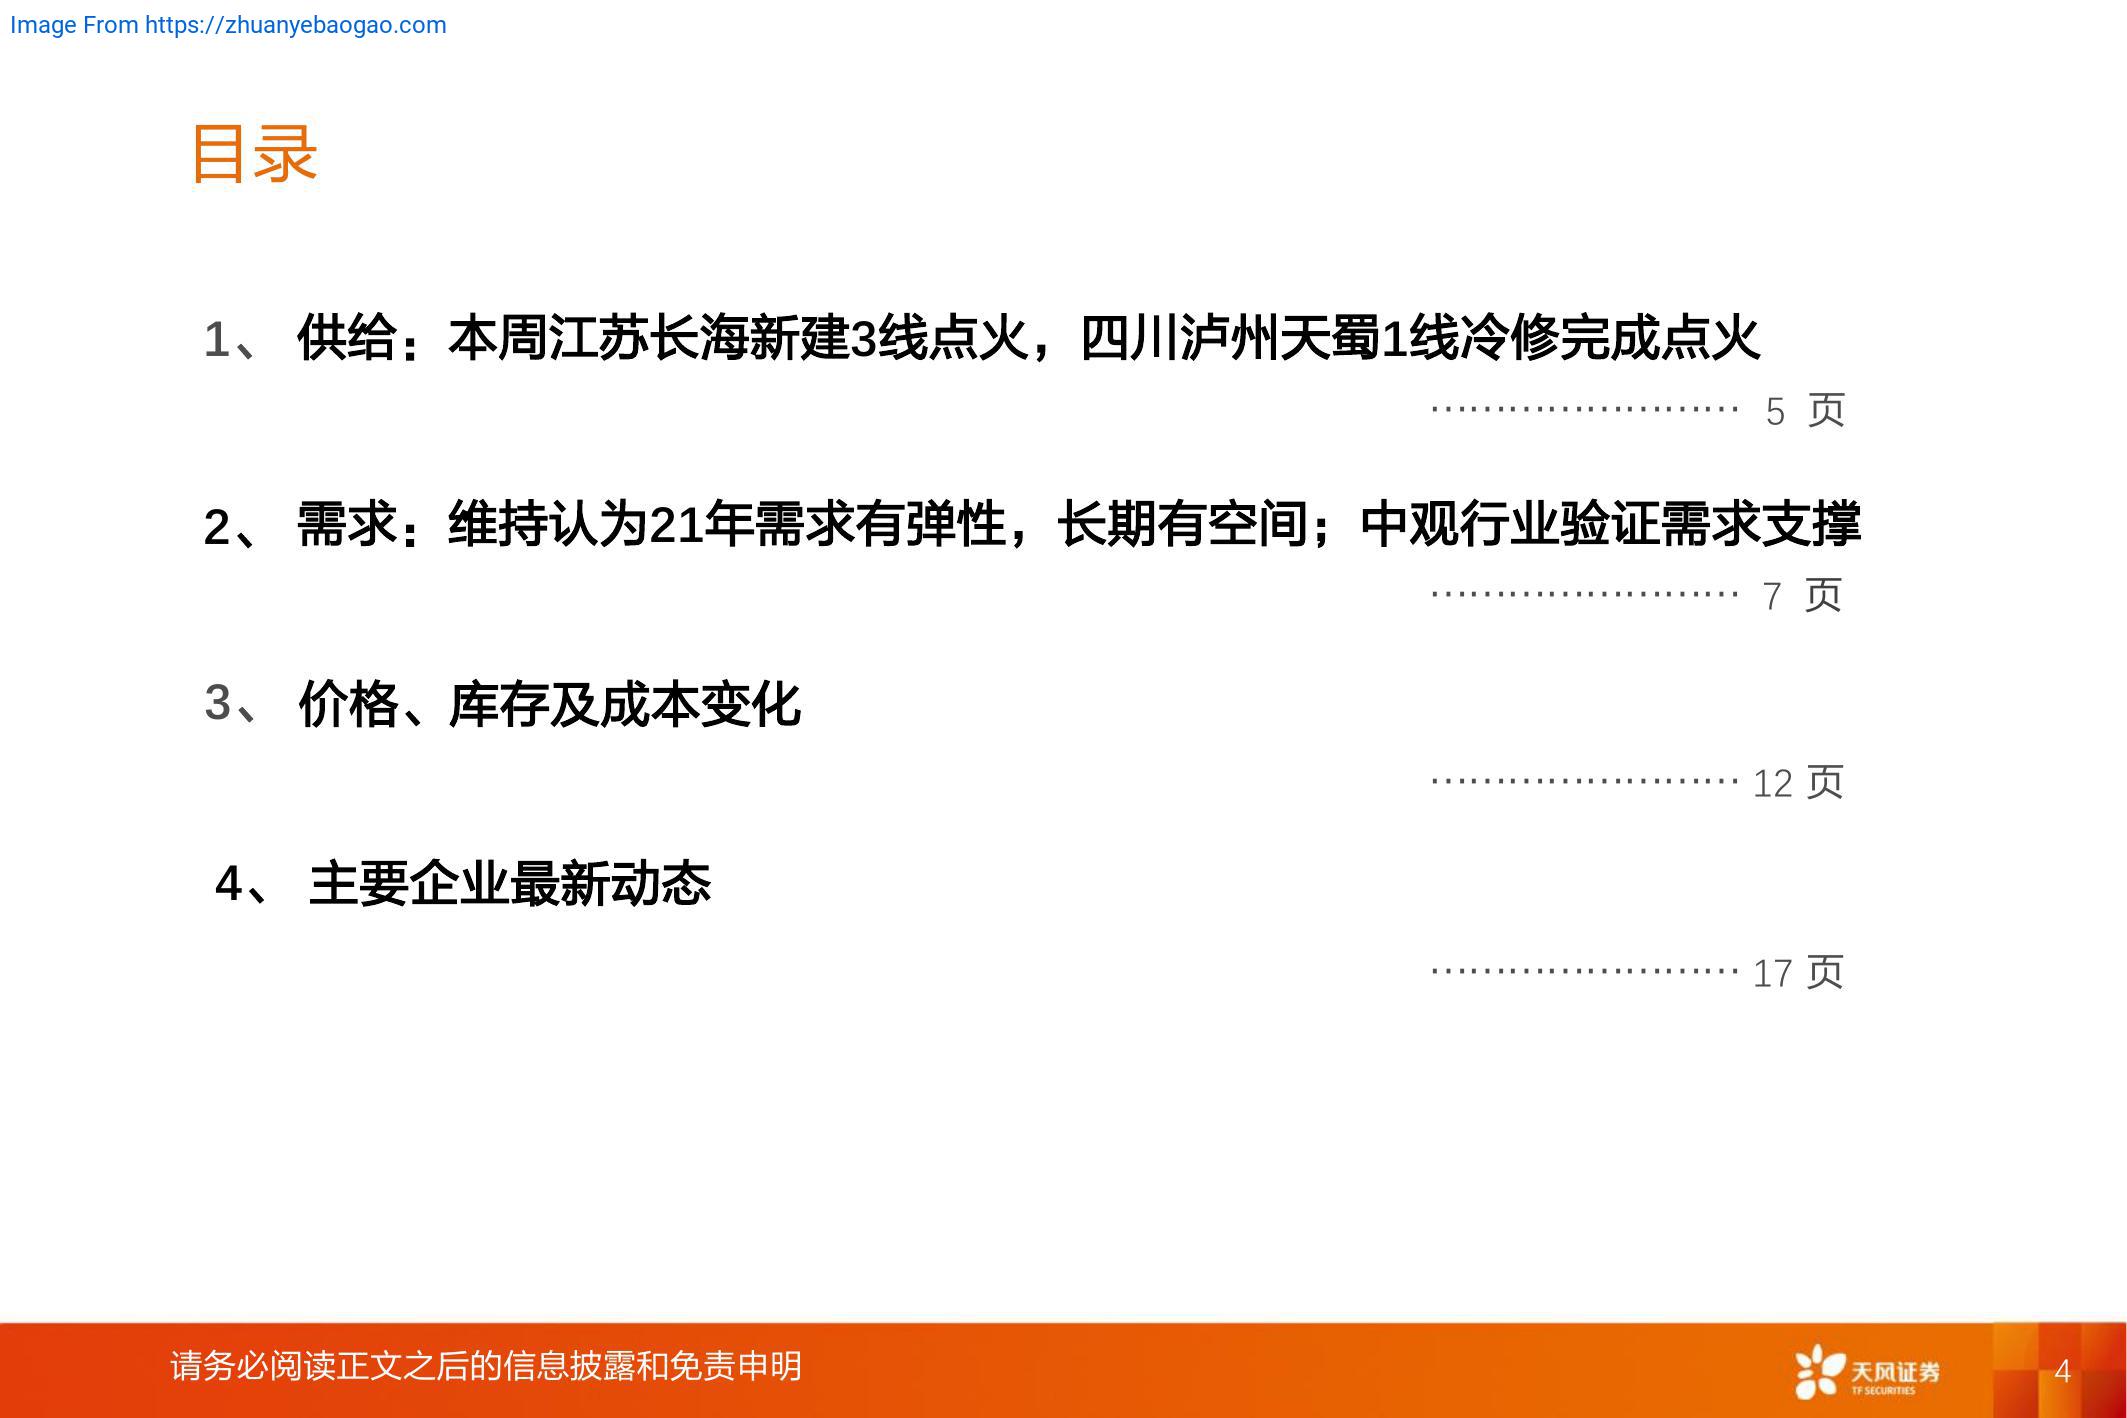 Image From https://zhuanyebaogao.com
目录
1、 供给：本周江苏长海新建3线点火，四川泸州天蜀1线冷修完成点火
…………………… 5 页
2、 需求：维持认为21年需求有弹性，长期有空间；中观行业验证需求支撑
…………………… 7 页
3、 价格、库存及成本变化
…………………… 12 页
4、 主要企业最新动态
…………………… 17 页
请务必阅读正文之后的信息披露和免责申明
天风证券
TF SECURITIES
4